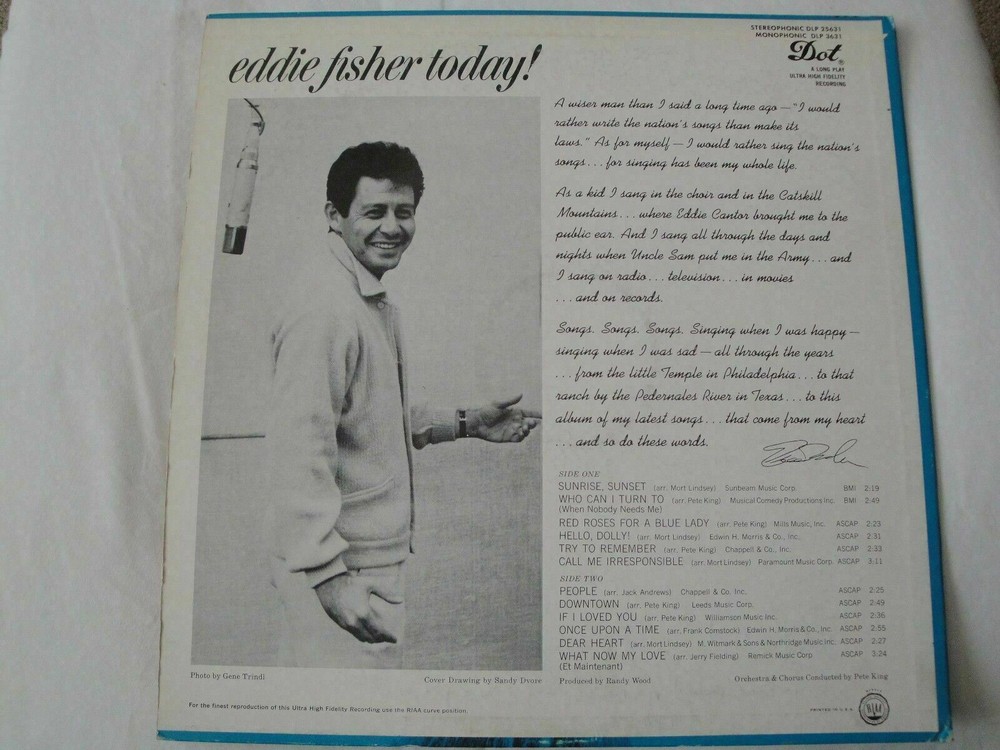 eddie fisher today!
STEREOPHONIC DLP 25631
MONOPHONIC DLP 3631
Dot
A LONG PLAY
ULTRA HIGH FIDELITY
RECORDING
A wiser man than I said a long time ago — "I would
rather write the nation's songs than make its
laws." As for myself — I would rather sing the nation's
songs... for singing has been my whole life.
As a kid I sang in the choir and in the Catskill
Mountains... where Eddie Cantor brought me to the
public ear. And I sang all through the days and
nights when Uncle Sam put me in the Army... and
I sang on radio... television... in movies
... and on records.
Songs. Songs. Songs. Singing when I was happy —
singing when I was sad — all through the years
... from the little Temple in Philadelphia... to that
ranch by the Pedernales River in Texas... to this
album of my latest songs... that come from my heart
... and so do these words.
SIDE ONE
SUNRISE, SUNSET (arr. Mort Lindsey) Sunbeam Music Corp. BMI 2:19
WHO CAN I TURN TO (arr. Pete King) Musical Comedy Productions Inc. BMI 2:49
(When Nobody Needs Me)
RED ROSES FOR A BLUE LADY (arr. Pete King) Mills Music, Inc. ASCAP 2:23
HELLO, DOLLY! (arr. Mort Lindsey) Edwin H. Morris & Co., Inc. ASCAP 2:31
TRY TO REMEMBER (arr. Pete King) Chappell & Co., Inc. ASCAP 2:33
CALL ME IRRESPONSIBLE (arr. Mort Lindsey) Paramount Music Corp. ASCAP 3:11
SIDE TWO
PEOPLE (arr. Jack Andrews) Chappell & Co. Inc. ASCAP 2:25
DOWNTOWN (arr. Pete King) Leeds Music Corp. ASCAP 2:49
IF I LOVED YOU (arr. Pete King) Williamson Music Inc. ASCAP 2:36
ONCE UPON A TIME (arr. Frank Comstock) Edwin H. Morris & Co., Inc. ASCAP 2:55
DEAR HEART (arr. Mort Lindsey) M. Witmark & Sons & Northridge Music Inc. ASCAP 2:27
WHAT NOW MY LOVE (arr. Jerry Fielding) Remick Music Corp ASCAP 3:24
(Et Maintenant)
Photo by Gene Trindl
Cover Drawing by Sandy Dvore
Produced by Randy Wood
Orchestra & Chorus Conducted by Pete King
For the finest reproduction of this Ultra High Fidelity Recording use the RIAA curve position.
PRINTED IN U.S.A.